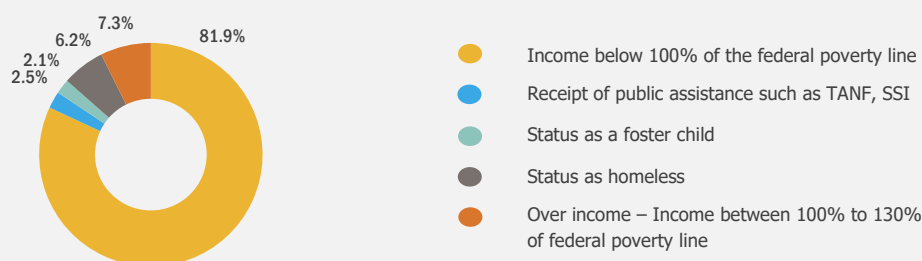 7.3%
6.2%
81.9%
2.1%
2.5%
Income below 100% of the federal poverty line
Receipt of public assistance such as TANF, SSI
Status as a foster child
Status as homeless
Over income – Income between 100% to 130%
of federal poverty line